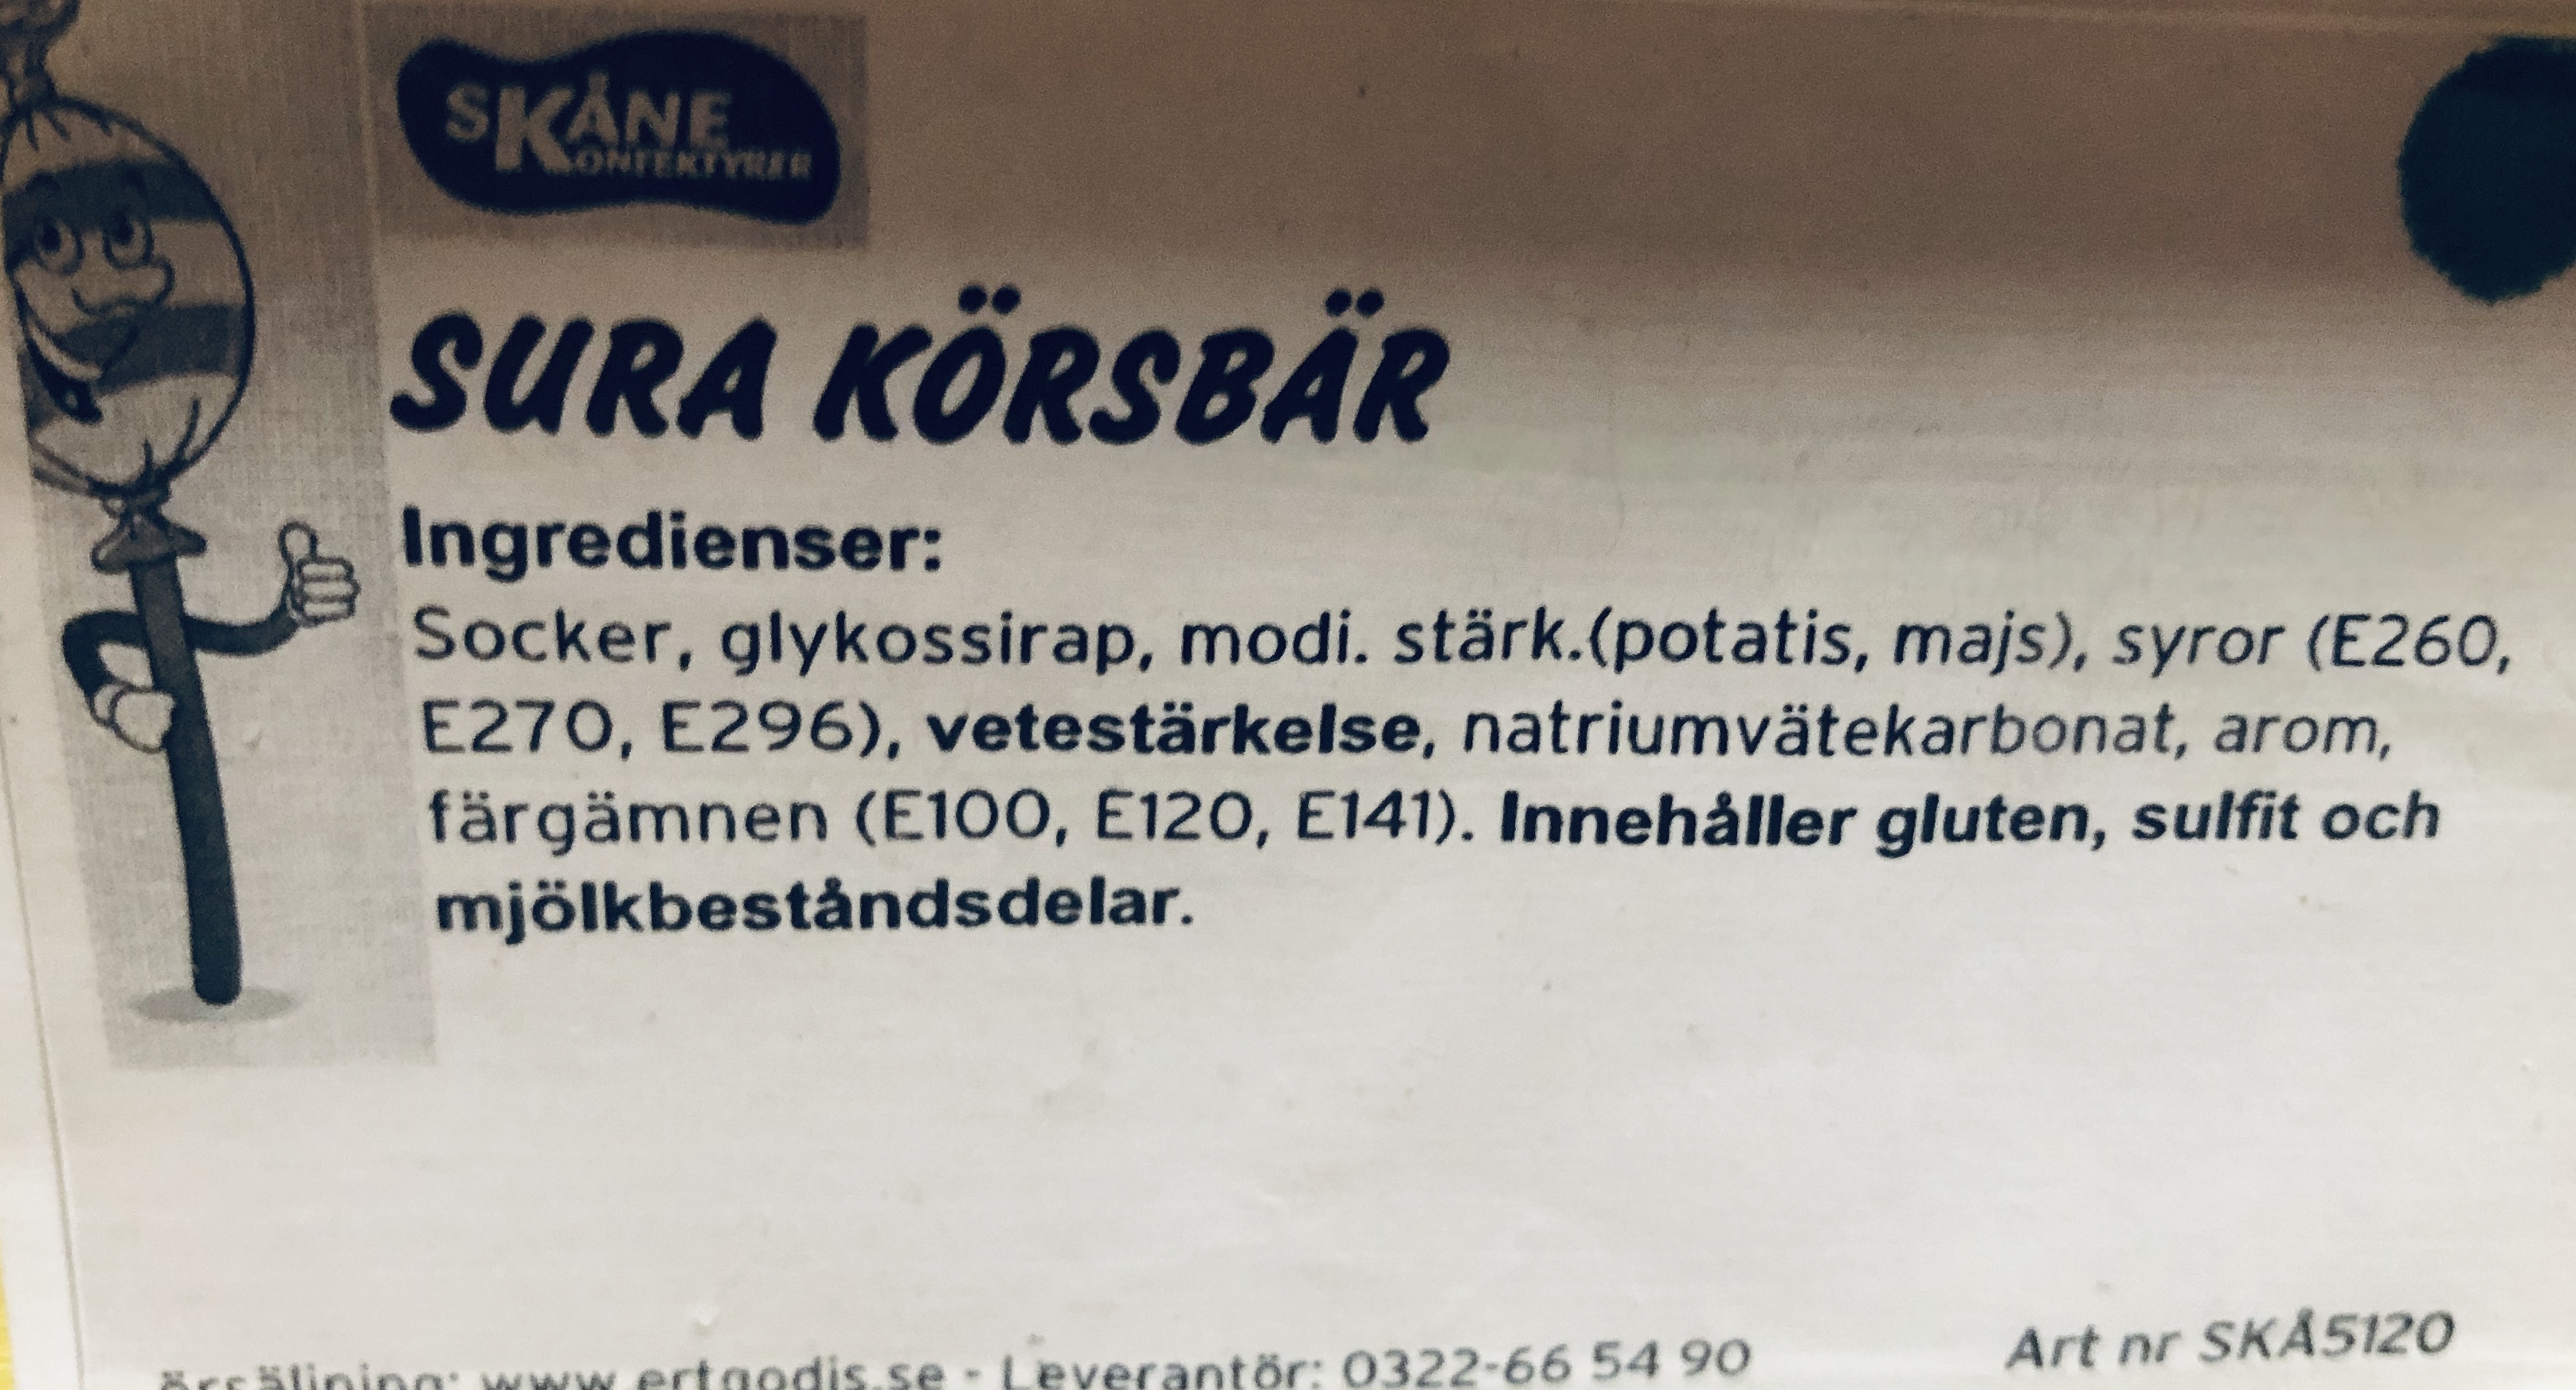 SKÅNE
KONFEKTYRER
SURA KÖRSBÄR
Ingredienser:
Socker, glykossirap, modi. stärk.(potatis, majs), syror (E260,
E270, E296), vetestärkelse, natriumvätekarbonat, arom,
färgämnen (E100, E120, E141). Innehåller gluten, sulfit och
mjölkbeståndsdelar.
www.ertgodis.se - Leverantör: 0322-66 54 90
Art nr SKÅ5120